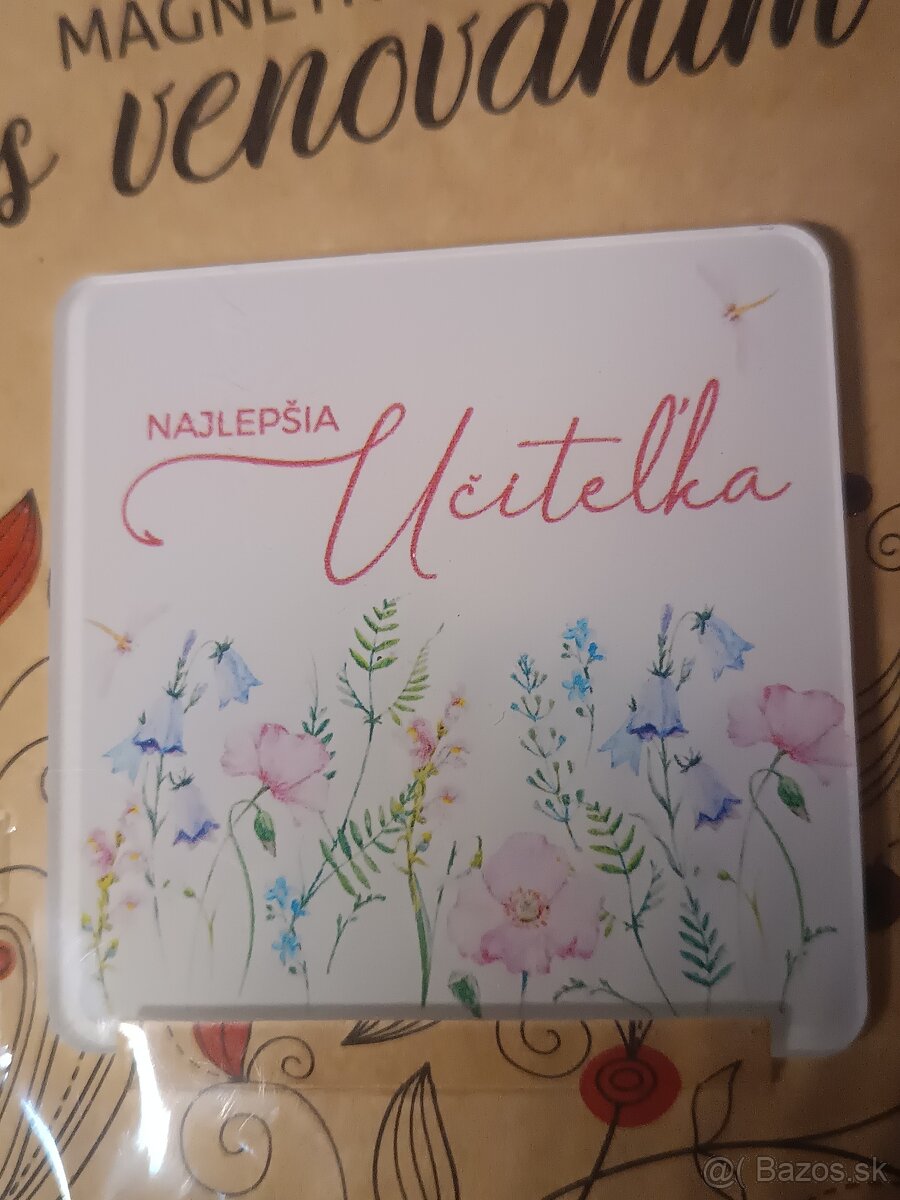 s venovaním
NAJLEPŠIA
Učiteľka
@( Bazos.sk